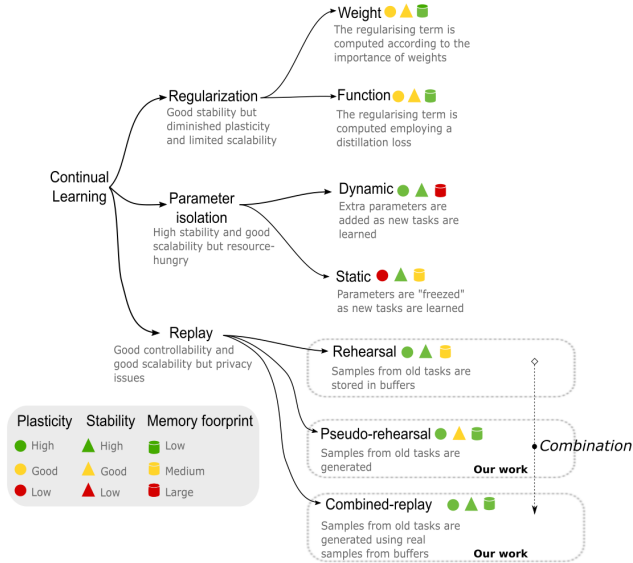 Weight
The regularising term is
computed according to the
importance of weights
Regularization
Good stability but
diminished plasticity
and limited scalability
Function
The regularising term is
computed employing a
distillation loss
Continual
Learning
Parameter
isolation
High stability and good
scalability but resource-
hungry
Dynamic
Extra parameters are
added as new tasks are
learned
Static
Parameters are "freezed"
as new tasks are learned
Replay
Good controllability and
good scalability but privacy
issues
Rehearsal
Samples from old tasks are
stored in buffers
Pseudo-rehearsal
Samples from old tasks are
generated
Our work
Combination
Combined-replay
Samples from old tasks are
generated using real
samples from buffers
Our work
Plasticity Stability Memory foorprint
High High Low
Good Good Medium
Low Low Large